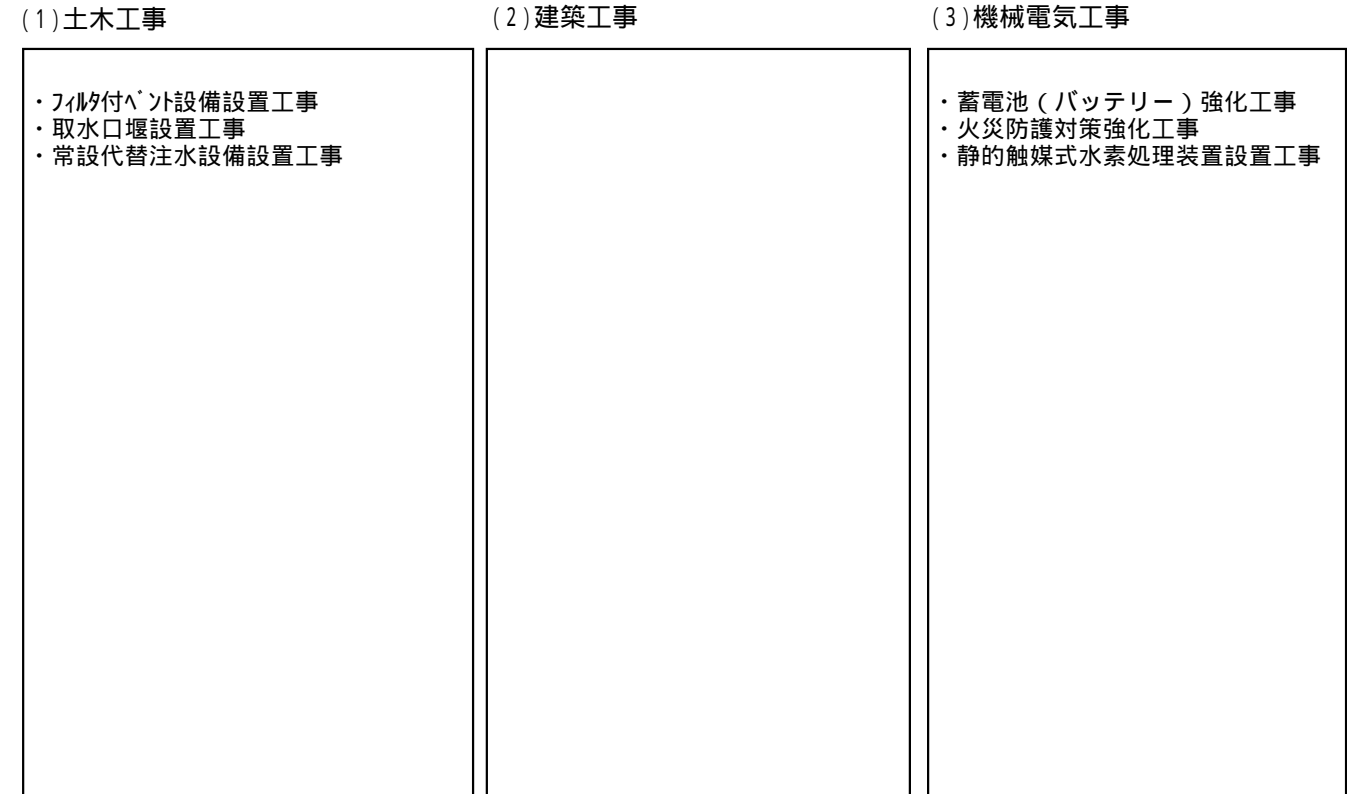 (1)土木工事
・ﾌｨﾙﾀ付ﾍﾞﾝﾄ設備設置工事
・取水口堰設置工事
・常設代替注水設備設置工事
(2)建築工事
(3)機械電気工事
・蓄電池(バッテリー)強化工事
・火災防護対策強化工事
・静的触媒式水素処理装置設置工事